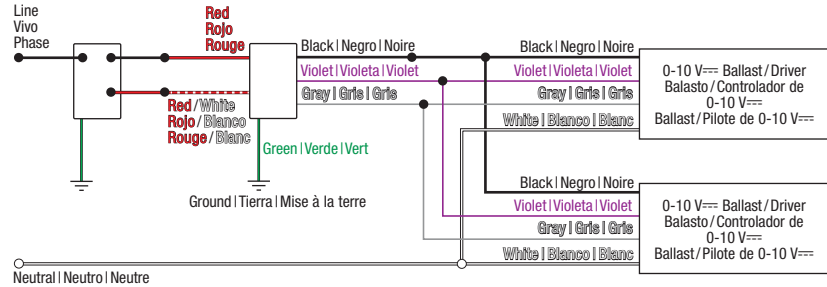 Line
Vivo
Phase
Red
Rojo
Rouge
Black | Negro | Noire
Violet | Violeta | Violet
Gray | Gris | Gris
Red / White
Rojo / Blanco
Rouge / Blanc
Green | Verde | Vert
Ground | Tierra | Mise à la terre
Black | Negro | Noire
Violet | Violeta | Violet
Gray | Gris | Gris
White | Blanco | Blanc
0-10 V⎓ Ballast / Driver
Balasto / Controlador de
0-10 V⎓
Ballast / Pilote de 0-10 V⎓
Black | Negro | Noire
Violet | Violeta | Violet
Gray | Gris | Gris
White | Blanco | Blanc
0-10 V⎓ Ballast / Driver
Balasto / Controlador de
0-10 V⎓
Ballast / Pilote de 0-10 V⎓
Neutral | Neutro | Neutre